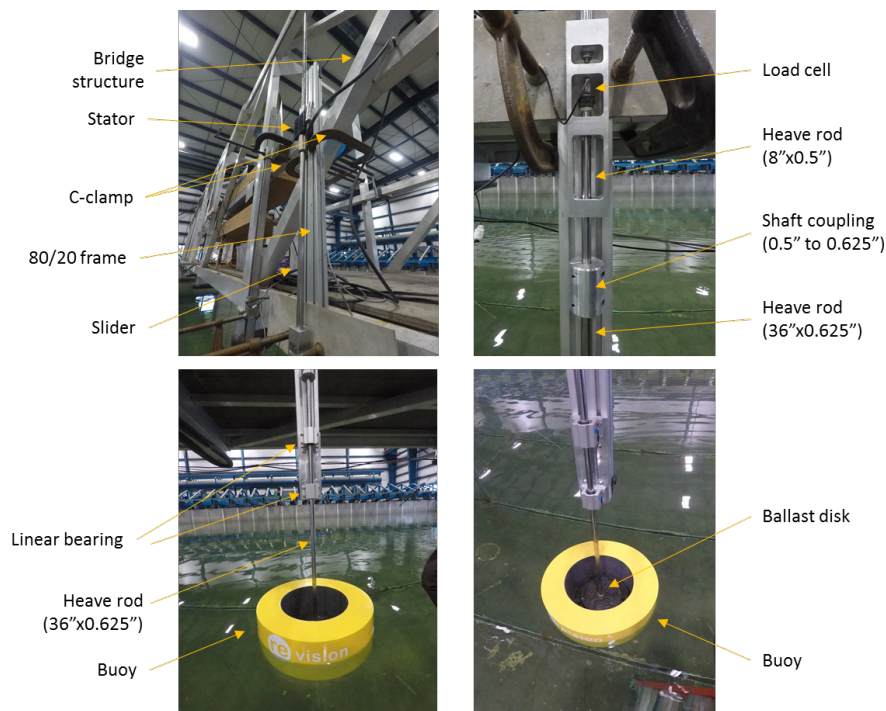 Bridge
structure
Stator
C-clamp
80/20 frame
Slider
Load cell
Heave rod
(8”x0.5”)
Shaft coupling
(0.5” to 0.625”)
Heave rod
(36”x0.625”)
Linear bearing
Heave rod
(36”x0.625”)
Buoy
re vision
Ballast disk
Buoy
vision